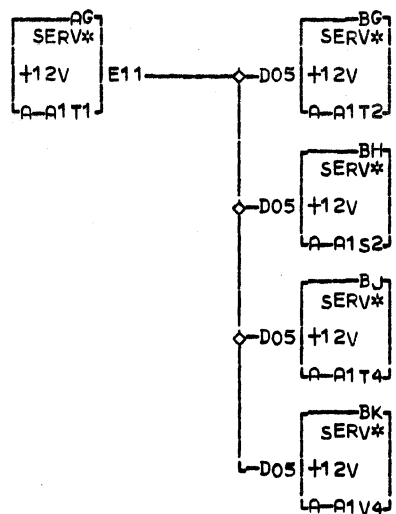 AG
SERV*
+12V
A-A1T1
E11
D05
BG
SERV*
+12V
A-A1T2
D05
BH
SERV*
+12V
A-A1S2
D05
BJ
SERV*
+12V
A-A1T4
D05
BK
SERV*
+12V
A-A1V4